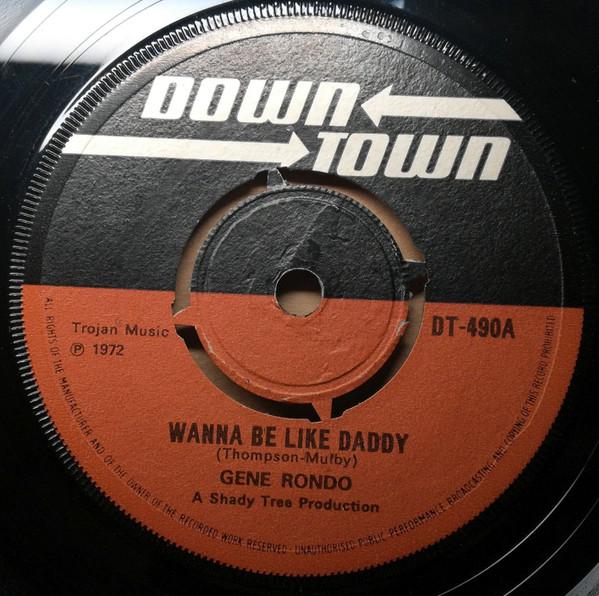 DOWN
TOWN
Trojan Music
℗ 1972
DT-490A
WANNA BE LIKE DADDY
(Thompson-Mulby)
GENE RONDO
A Shady Tree Production
ALL RIGHTS OF THE MANUFACTURER AND OF THE OWNER OF THE RECORDED WORK RESERVED - UNAUTHORISED PUBLIC PERFORMANCE, BROADCASTING AND COPYING OF THIS RECORD PROHIBITED